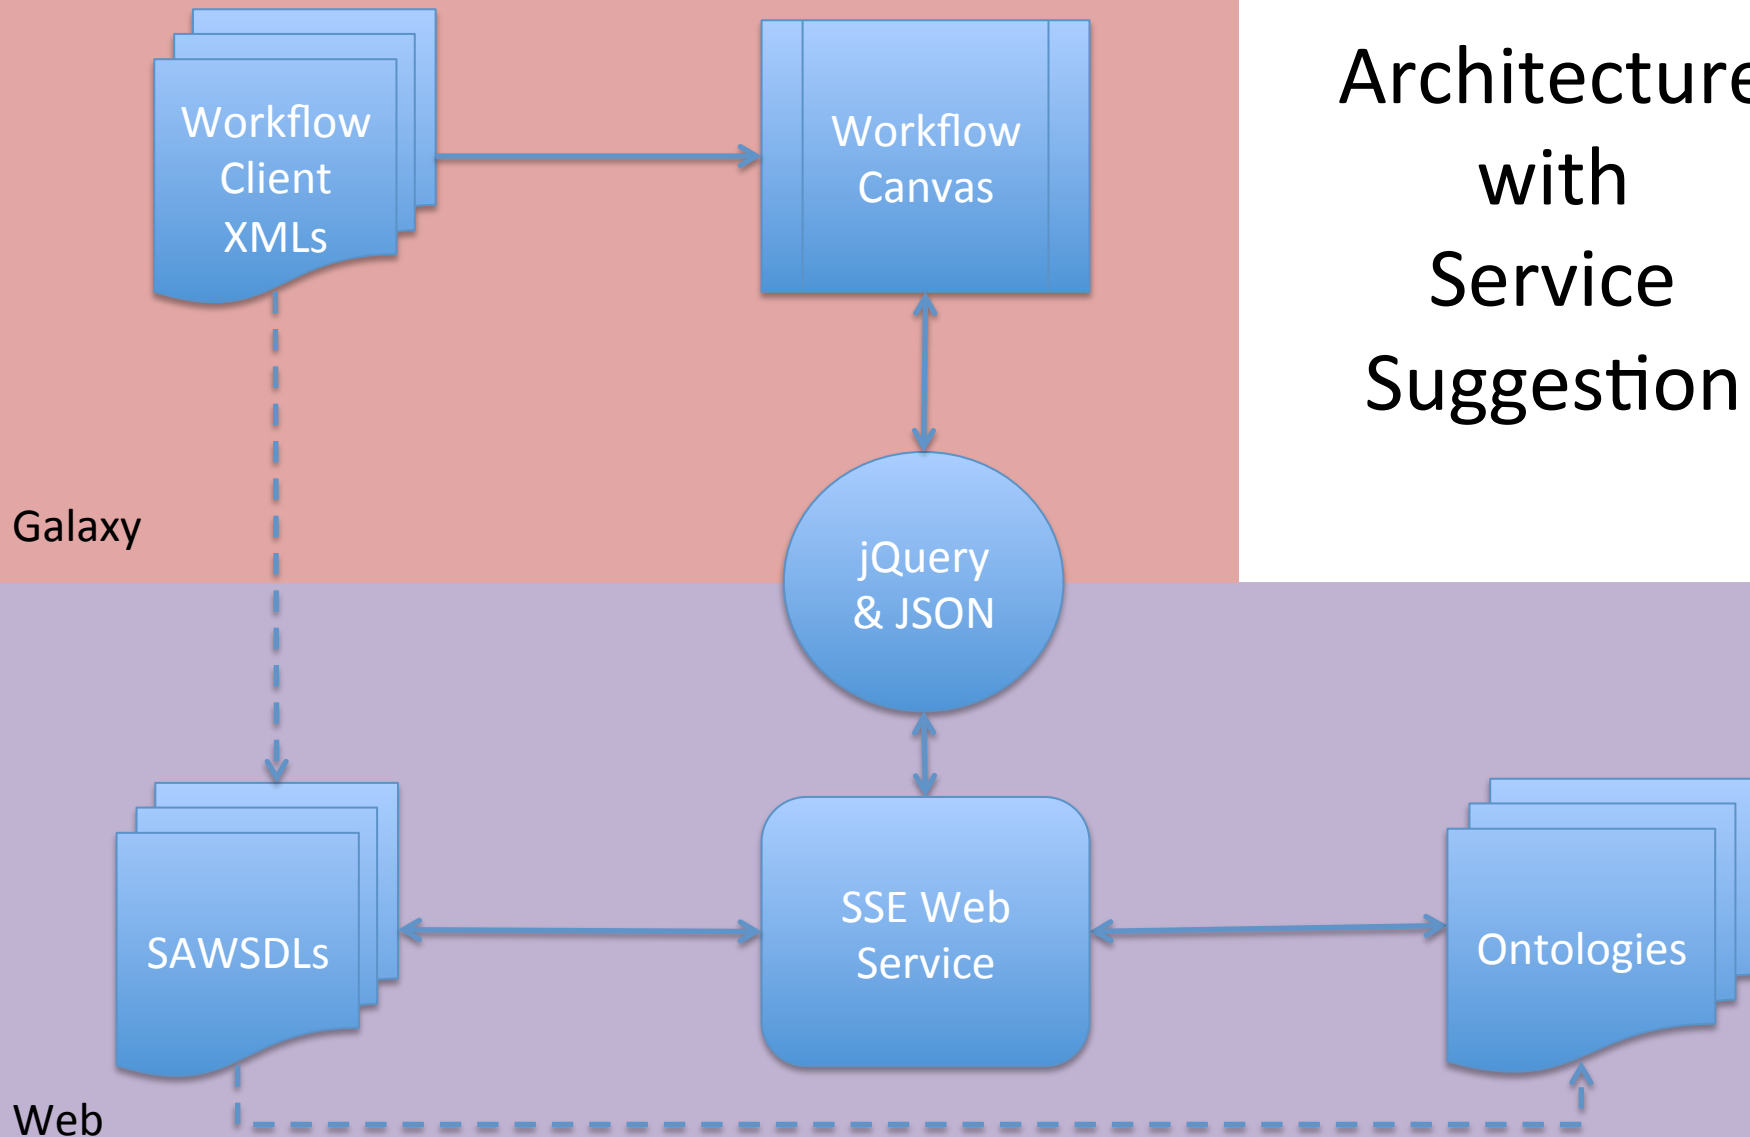 Architecture
with
Service
Suggestion
Workflow
Client
XMLs
Workflow
Canvas
Galaxy
jQuery
& JSON
SAWSDLs
SSE Web
Service
Ontologies
Web